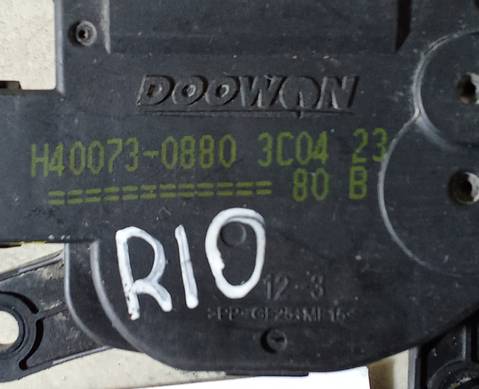 DOOWON
H40073-0880 3C04 23
============ 80 B
RIO
12-3